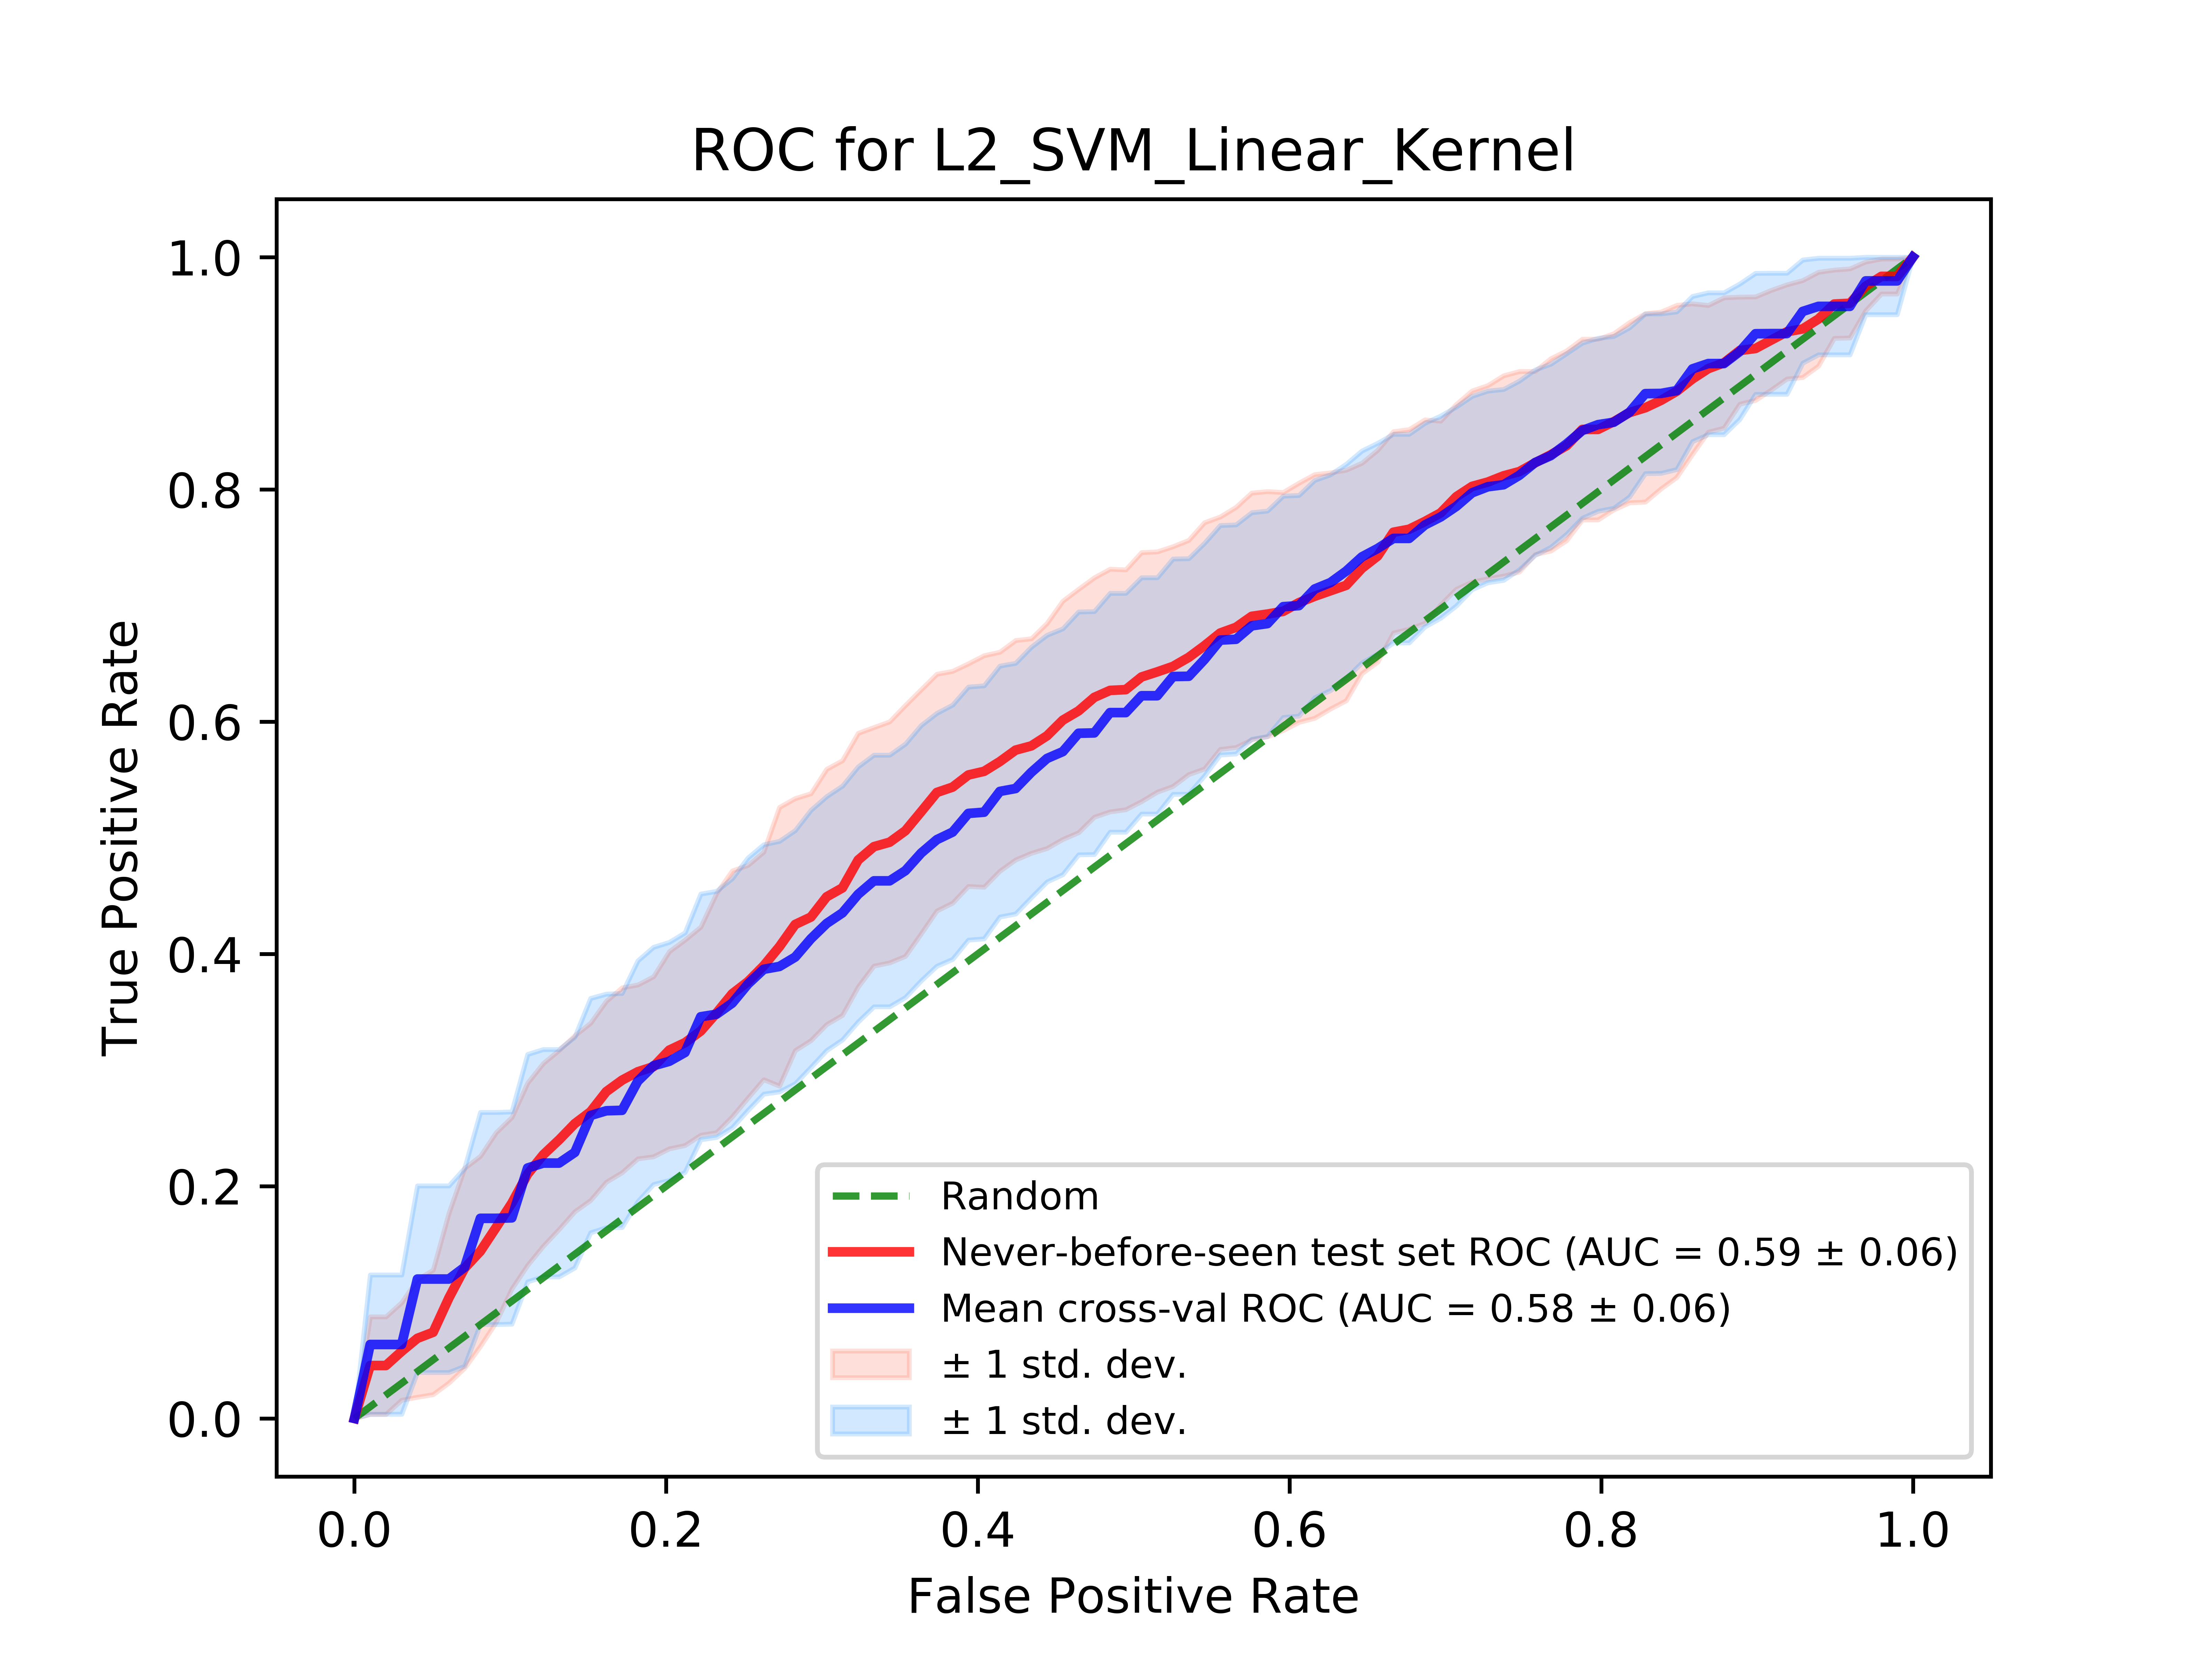 ROC for L2_SVM_Linear_Kernel
True Positive Rate
1.0
0.8
0.6
0.4
0.2
0.0
Random
Never-before-seen test set ROC (AUC = 0.59 ± 0.06)
Mean cross-val ROC (AUC = 0.58 ± 0.06)
± 1 std. dev.
± 1 std. dev.
0.0 0.2 0.4 0.6 0.8 1.0
False Positive Rate